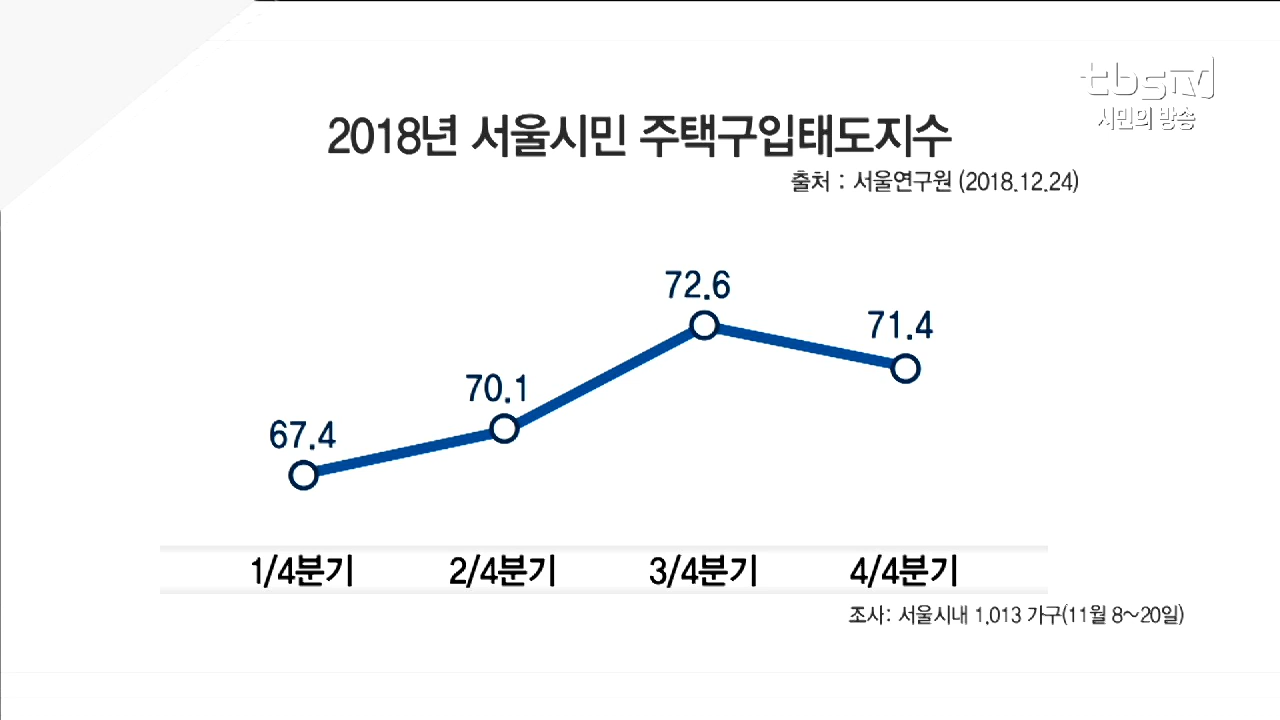 tbsTV
시민의 방송
2018년 서울시민 주택구입태도지수
출처 : 서울연구원 (2018.12.24)
67.4
70.1
72.6
71.4
1/4분기 2/4분기 3/4분기 4/4분기
조사: 서울시내 1,013 가구(11월 8~20일)